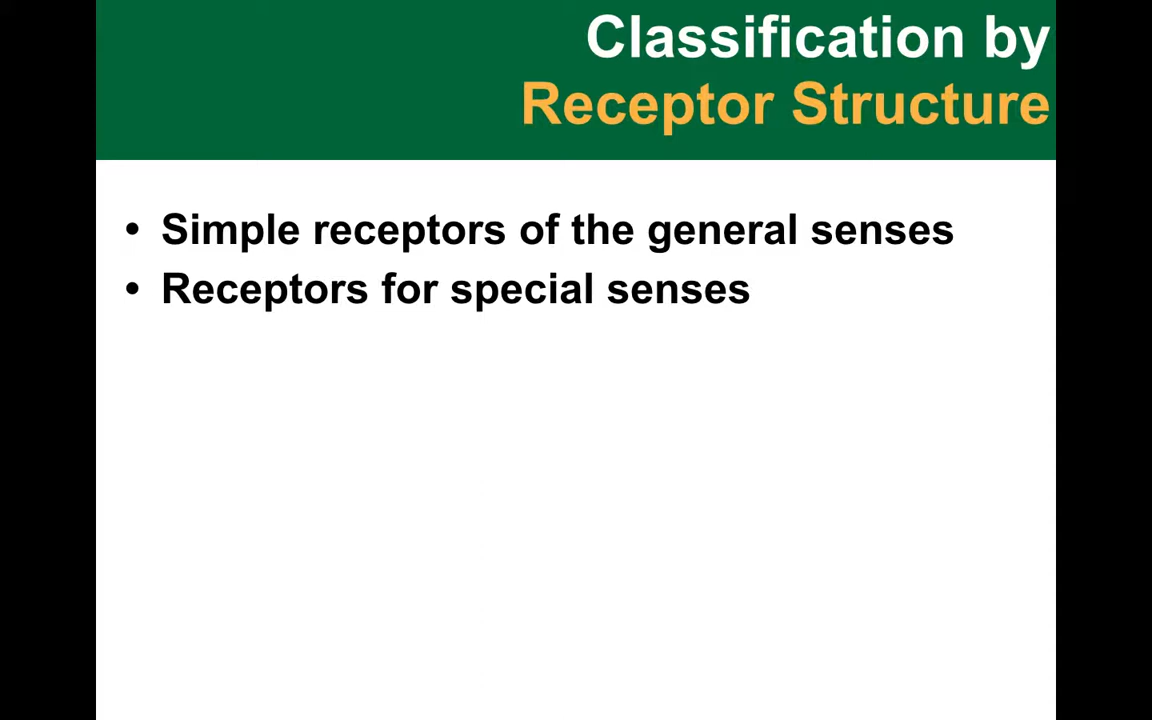 Classification by
Receptor Structure
• Simple receptors of the general senses
• Receptors for special senses